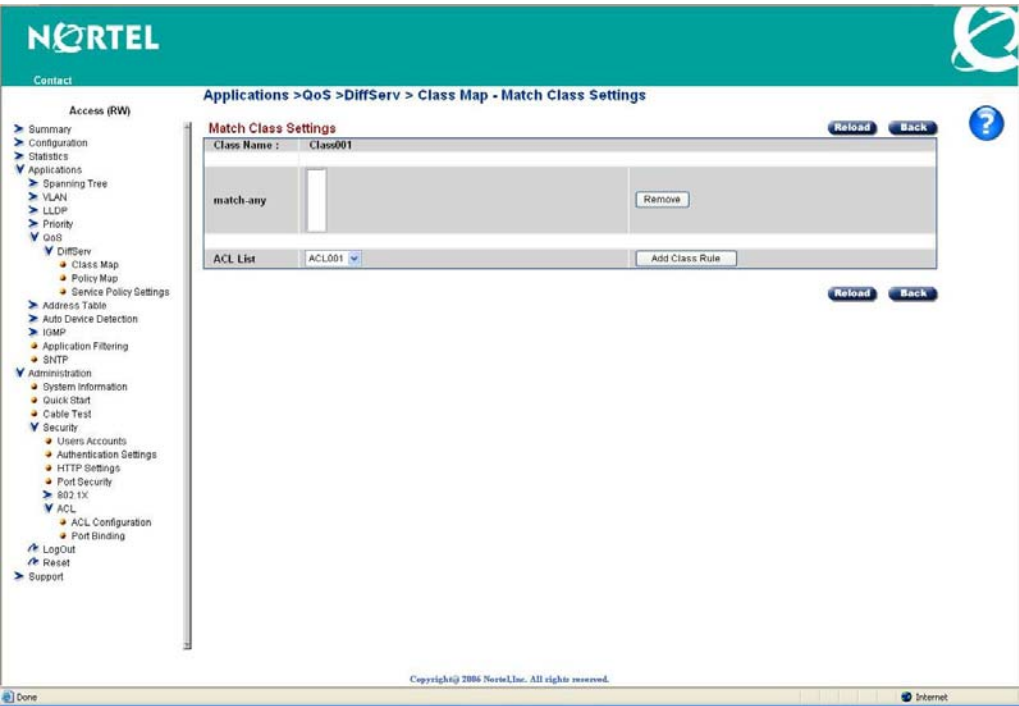 NORTEL
Contact
Applications >QoS >DiffServ > Class Map - Match Class Settings
Access (RW)
Summary
Configuration
Statistics
Applications
Spanning Tree
VLAN
LLDP
Priority
QoS
DiffServ
Class Map
Policy Map
Service Policy Settings
Address Table
Auto Device Detection
IGMP
Application Filtering
SNTP
Administration
System Information
Quick Start
Cable Test
Security
Users Accounts
Authentication Settings
HTTP Settings
Port Security
802.1X
ACL
ACL Configuration
Port Binding
LogOut
Reset
Support
Match Class Settings
Reload Back
?
Class Name : Class001
match-any Remove
ACL List ACL001 Add Class Rule
Reload Back
Copyright@ 2006 Nortel,Inc. All rights reserved.
Done Internet